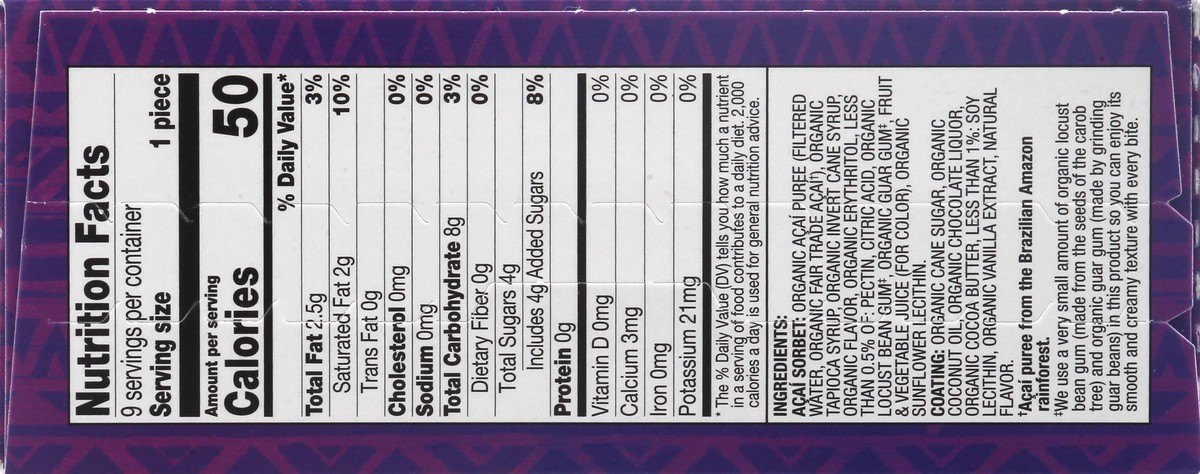 Nutrition Facts
9 servings per container
Serving size 1 piece
Amount per serving
Calories 50
% Daily Value*
Total Fat 2.5g 3%
Saturated Fat 2g 10%
Trans Fat 0g
Cholesterol 0mg 0%
Sodium 0mg 0%
Total Carbohydrate 8g 3%
Dietary Fiber 0g 0%
Total Sugars 4g
Includes 4g Added Sugars 8%
Protein 0g
Vitamin D 0mg 0%
Calcium 3mg 0%
Iron 0mg 0%
Potassium 21mg 0%
* The % Daily Value (DV) tells you how much a nutrient
in a serving of food contributes to a daily diet. 2,000
calories a day is used for general nutrition advice.
INGREDIENTS:
AÇAÍ SORBET: ORGANIC AÇAÍ PUREE (FILTERED
WATER, ORGANIC FAIR TRADE AÇAI†), ORGANIC
TAPIOCA SYRUP, ORGANIC INVERT CANE SYRUP,
ORGANIC FLAVOR, ORGANIC ERYTHRITOL, LESS
THAN 0.5% OF: PECTIN, CITRIC ACID, ORGANIC
LOCUST BEAN GUM‡, ORGANIC GUAR GUM‡, FRUIT
& VEGETABLE JUICE (FOR COLOR), ORGANIC
SUNFLOWER LECITHIN.
COATING: ORGANIC CANE SUGAR, ORGANIC
COCONUT OIL, ORGANIC CHOCOLATE LIQUOR,
ORGANIC COCOA BUTTER, LESS THAN 1%: SOY
LECITHIN, ORGANIC VANILLA EXTRACT, NATURAL
FLAVOR.
†Açaí puree from the Brazilian Amazon
rainforest.
‡We use a very small amount of organic locust
bean gum (made from the seeds of the carob
tree) and organic guar gum (made by grinding
guar beans) in this product so you can enjoy its
smooth and creamy texture with every bite.